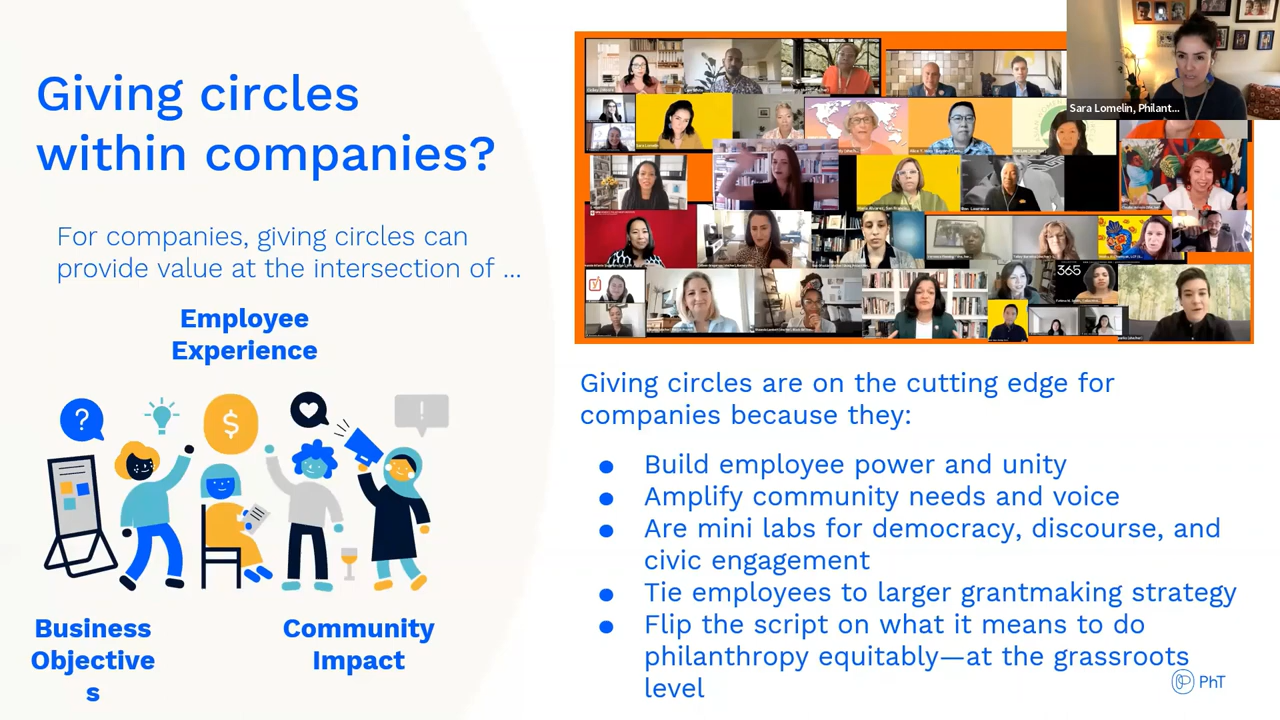 Giving circles
within companies?
For companies, giving circles can
provide value at the intersection of ...
Employee
Experience
?
$
!
Business
Objective
s
Community
Impact
Sara Lomelin, Philant...
365
Giving circles are on the cutting edge for
companies because they:
● Build employee power and unity
● Amplify community needs and voice
● Are mini labs for democracy, discourse, and
civic engagement
● Tie employees to larger grantmaking strategy
● Flip the script on what it means to do
philanthropy equitably—at the grassroots
level
PhT